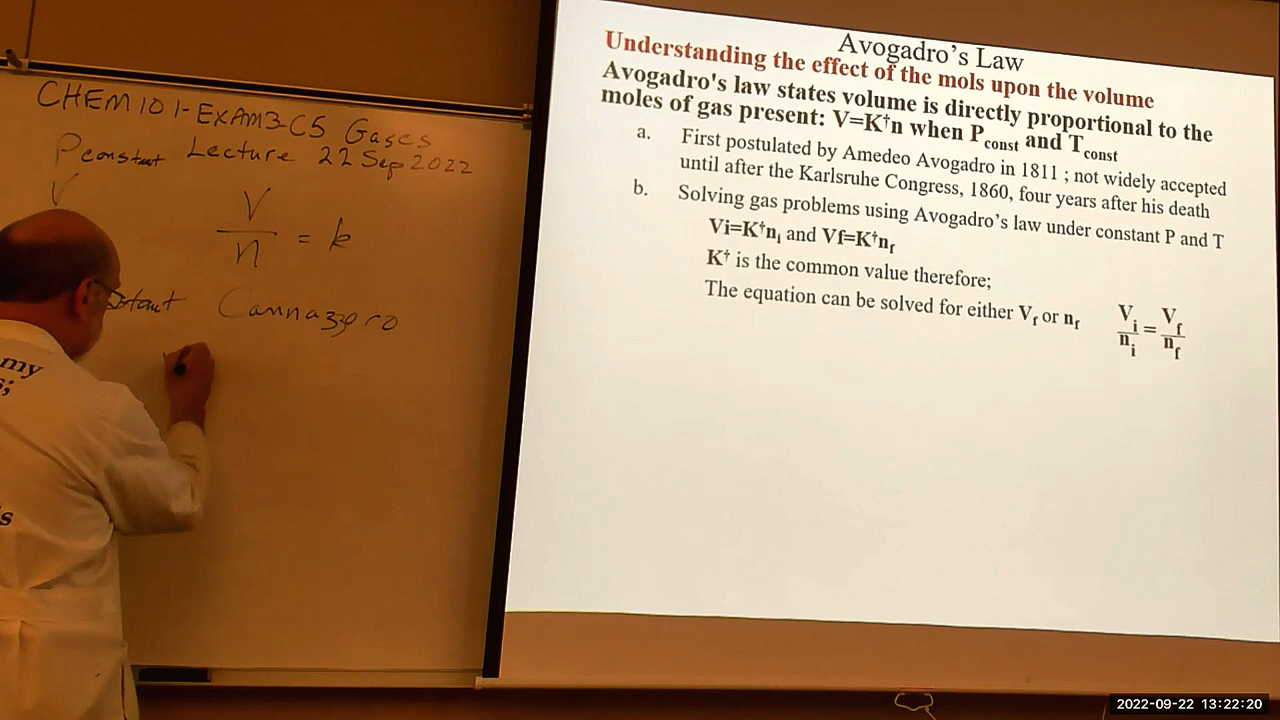 CHEM 101-EXAM3-C5 Gases
Pconstant Lecture 22 Sep 2022
V
V
n = k
Cannazzero
my
s;
s
Avogadro's Law
Understanding the effect of the mols upon the volume
Avogadro's law states volume is directly proportional to the
moles of gas present: V=K†n when Pconst and Tconst
a. First postulated by Amedeo Avogadro in 1811 ; not widely accepted
until after the Karlsruhe Congress, 1860, four years after his death
b. Solving gas problems using Avogadro's law under constant P and T
Vi=K†ni and Vf=K†nf
K† is the common value therefore;
The equation can be solved for either Vf or nf
Vi = Vf
ni nf
2022-09-22 13:22:20